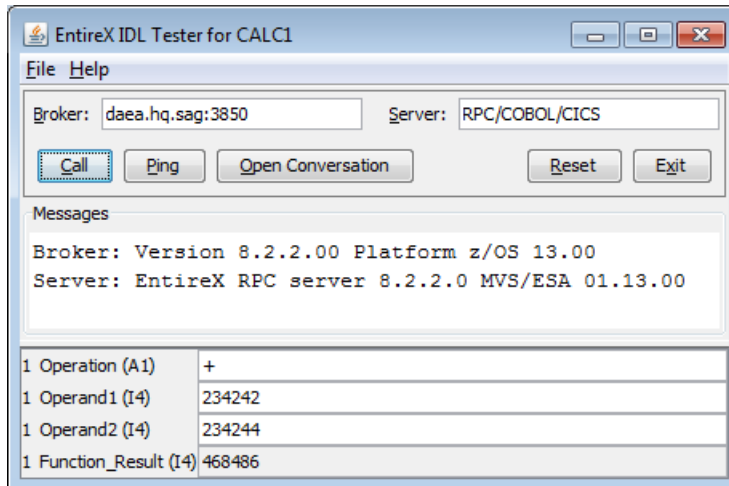 EntireX IDL Tester for CALC1
File Help
Broker: daea.hq.sag:3850 Server: RPC/COBOL/CICS
Call Ping Open Conversation Reset Exit
Messages
Broker: Version 8.2.2.00 Platform z/OS 13.00
Server: EntireX RPC server 8.2.2.0 MVS/ESA 01.13.00
1 Operation (A1) +
1 Operand1 (I4) 234242
1 Operand2 (I4) 234244
1 Function_Result (I4) 468486